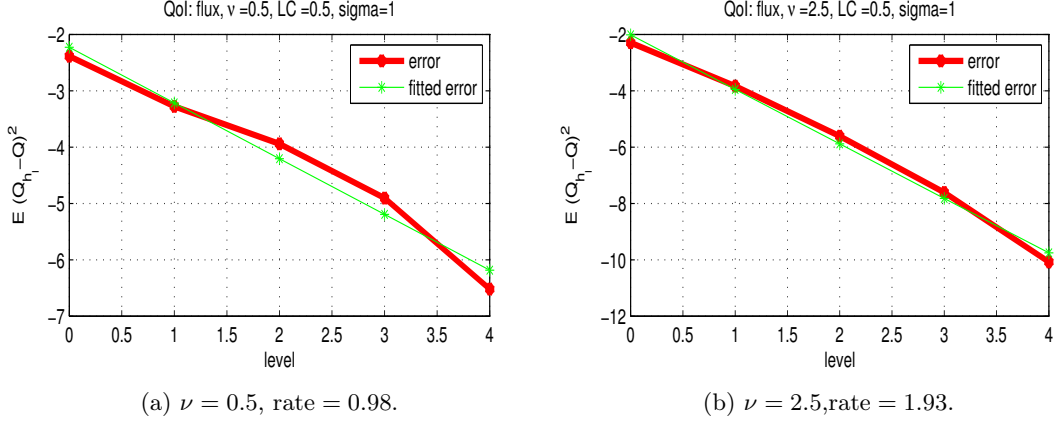 QoI: flux, ν =0.5, LC =0.5, sigma=1
error
fitted error
E (Q_{h_l}−Q)^2
−2
−3
−4
−5
−6
−7
0 0.5 1 1.5 2 2.5 3 3.5 4
level
(a) ν = 0.5, rate = 0.98.
QoI: flux, ν =2.5, LC =0.5, sigma=1
error
fitted error
E (Q_{h_l}−Q)^2
−2
−4
−6
−8
−10
−12
0 0.5 1 1.5 2 2.5 3 3.5 4
level
(b) ν = 2.5,rate = 1.93.